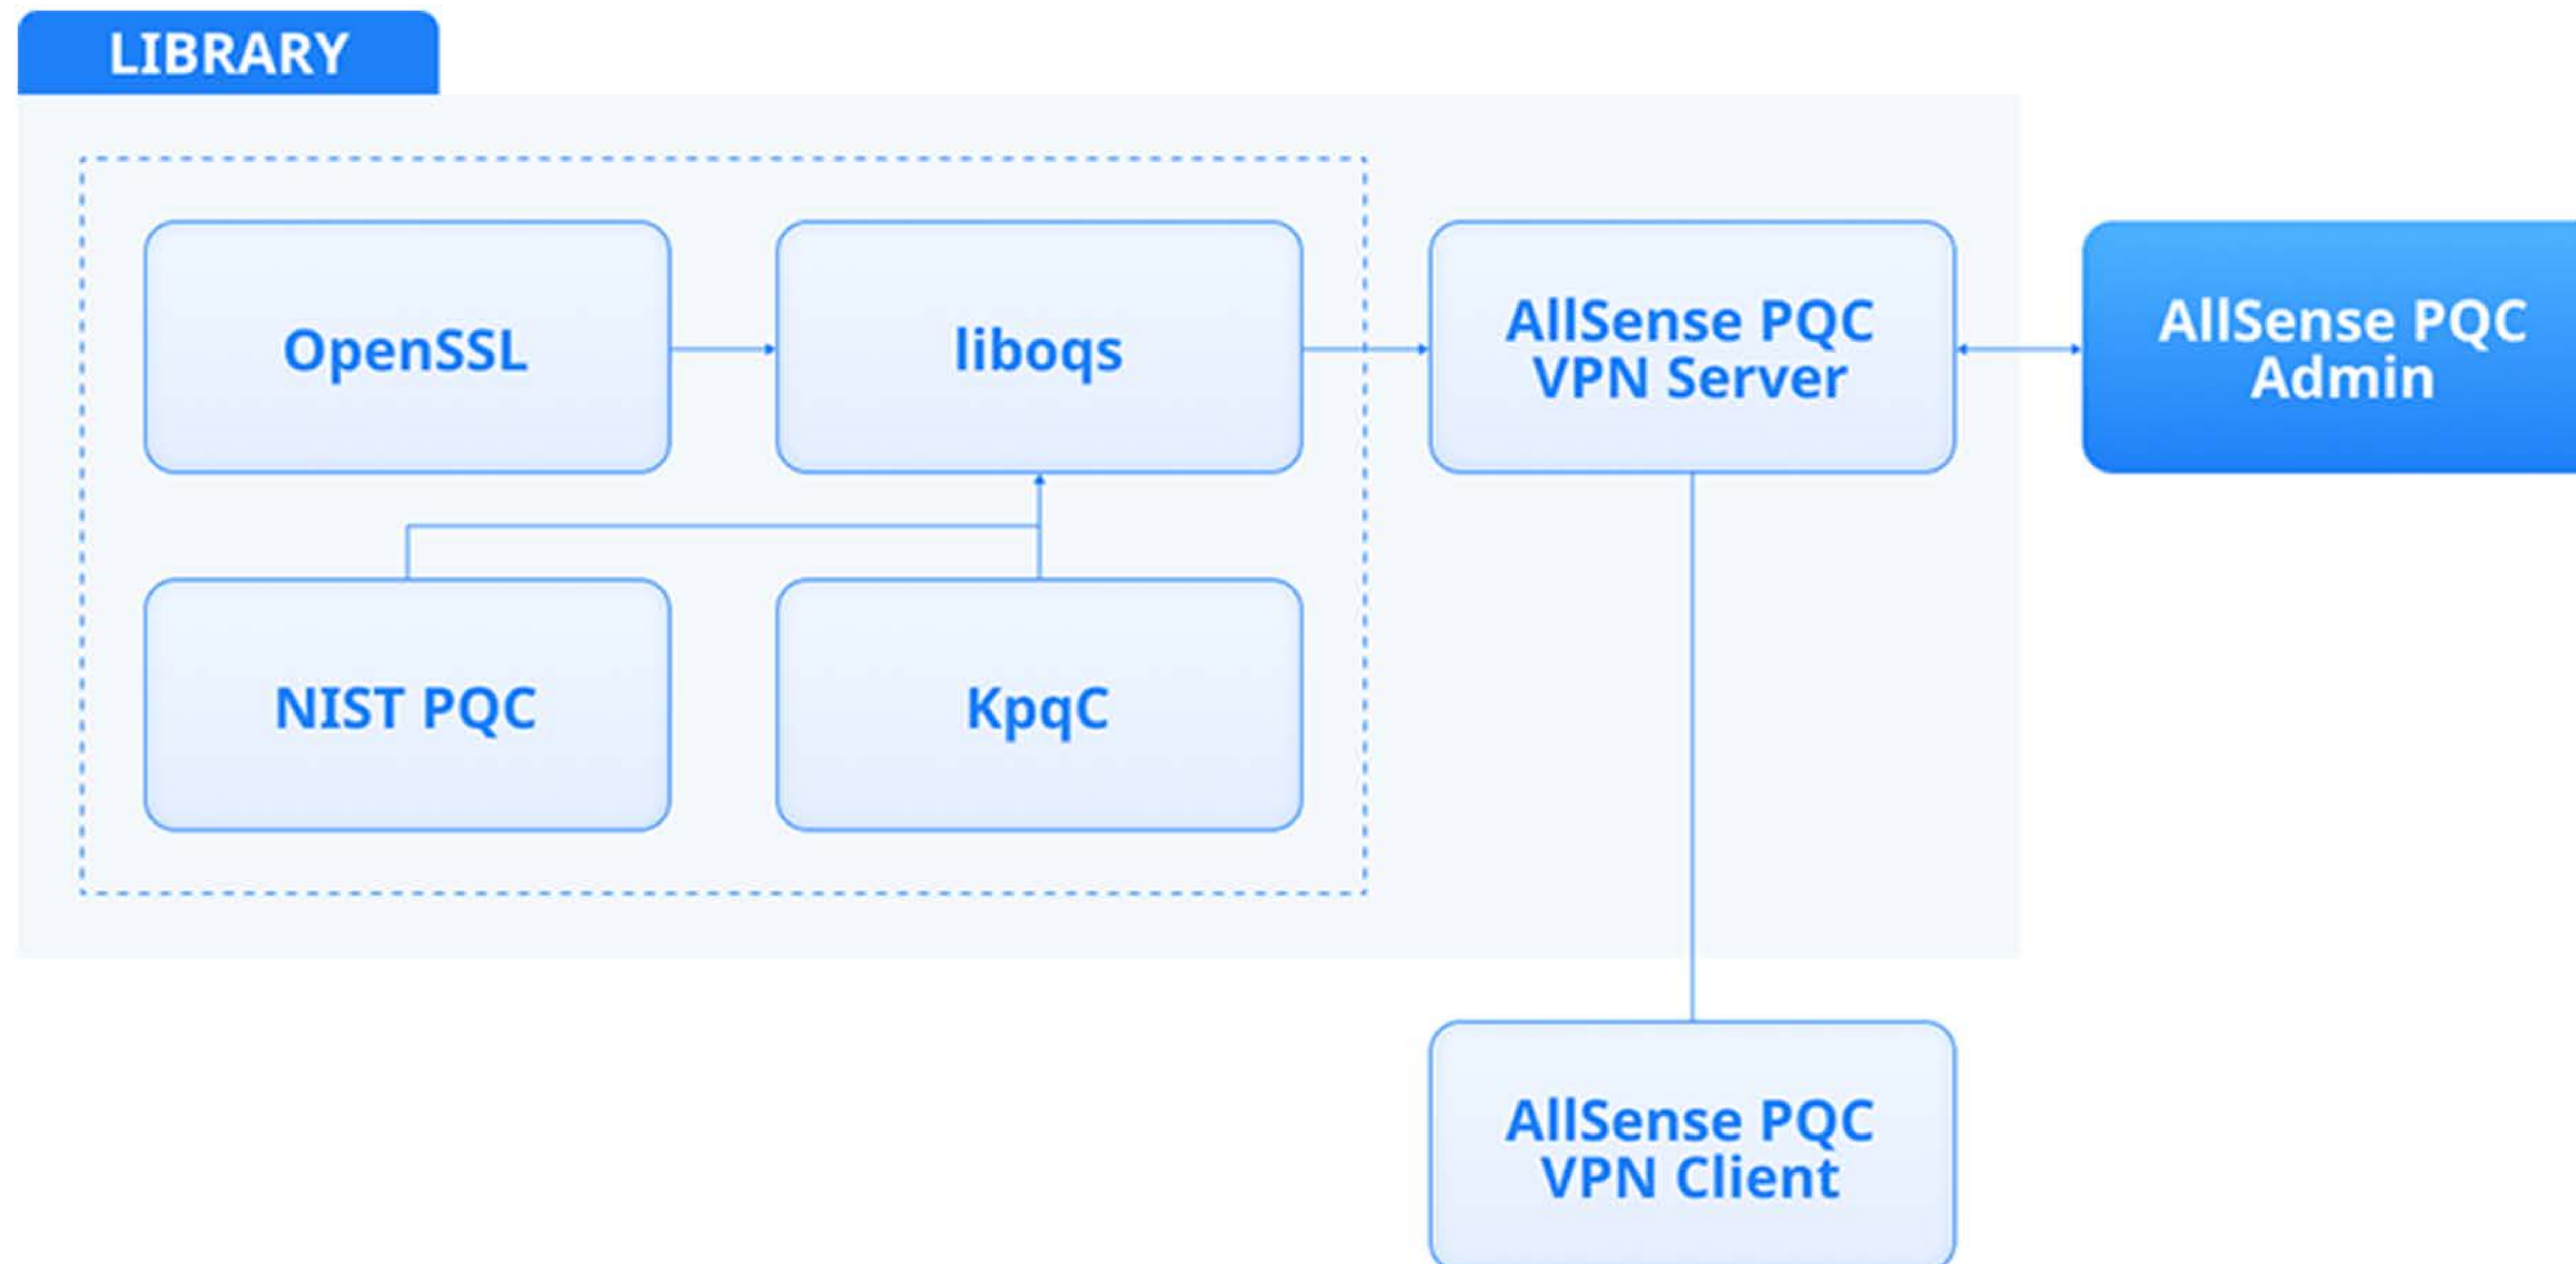 LIBRARY
OpenSSL
liboqs
AllSense PQC
VPN Server
AllSense PQC
Admin
NIST PQC
KpqC
AllSense PQC
VPN Client